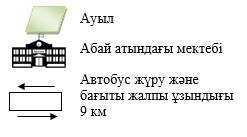 Ауыл
Абай атындағы мектебі
Автобус жүру және
бағыты жалпы ұзындығы
9 км